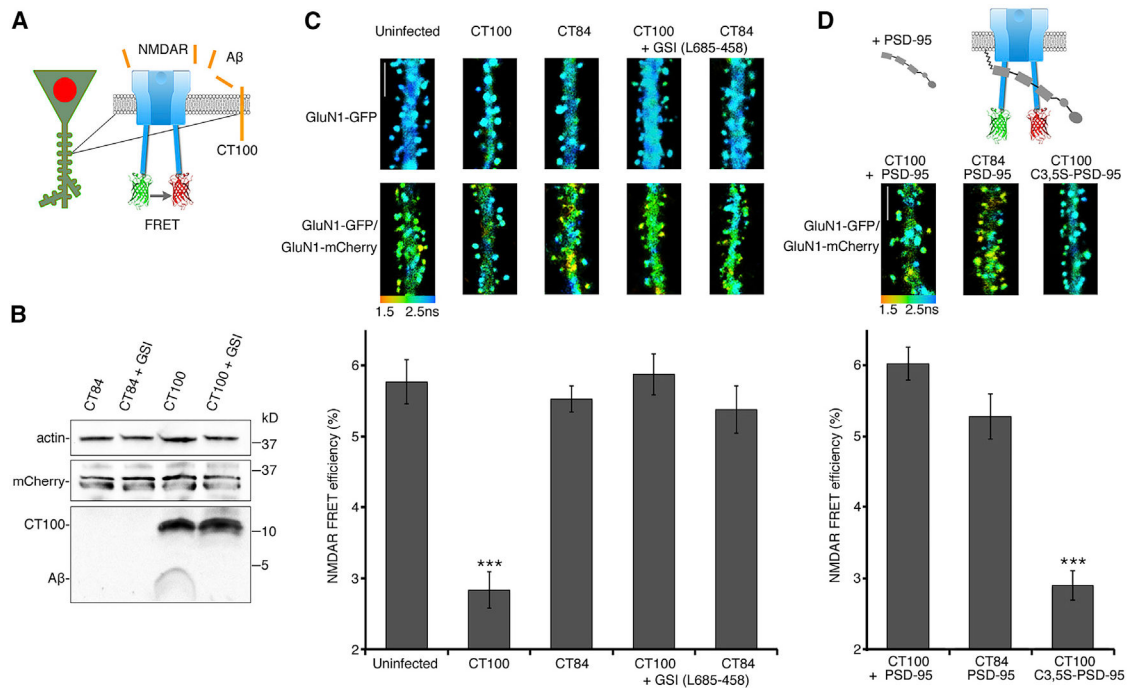 A
NMDAR
Aβ
CT100
FRET
B
CT84
CT84 + GSI
CT100
CT100 + GSI
kD
actin-
37
mCherry-
37
CT100-
10
5
Aβ-
C
Uninfected
CT100
CT84
CT100
CT84
+ GSI (L685-458)
GluN1-GFP
GluN1-GFP/
GluN1-mCherry
1.5 2.5ns
NMDAR FRET efficiency (%)
6
5
4
3
2
***
Uninfected
CT100
CT84
CT100
CT84
+ GSI (L685-458)
D
+ PSD-95
CT100
+ PSD-95
CT84
PSD-95
CT100
C3,5S-PSD-95
GluN1-GFP/
GluN1-mCherry
1.5 2.5ns
NMDAR FRET efficiency (%)
6
5
4
3
2
***
CT100
+ PSD-95
CT84
PSD-95
CT100
C3,5S-PSD-95